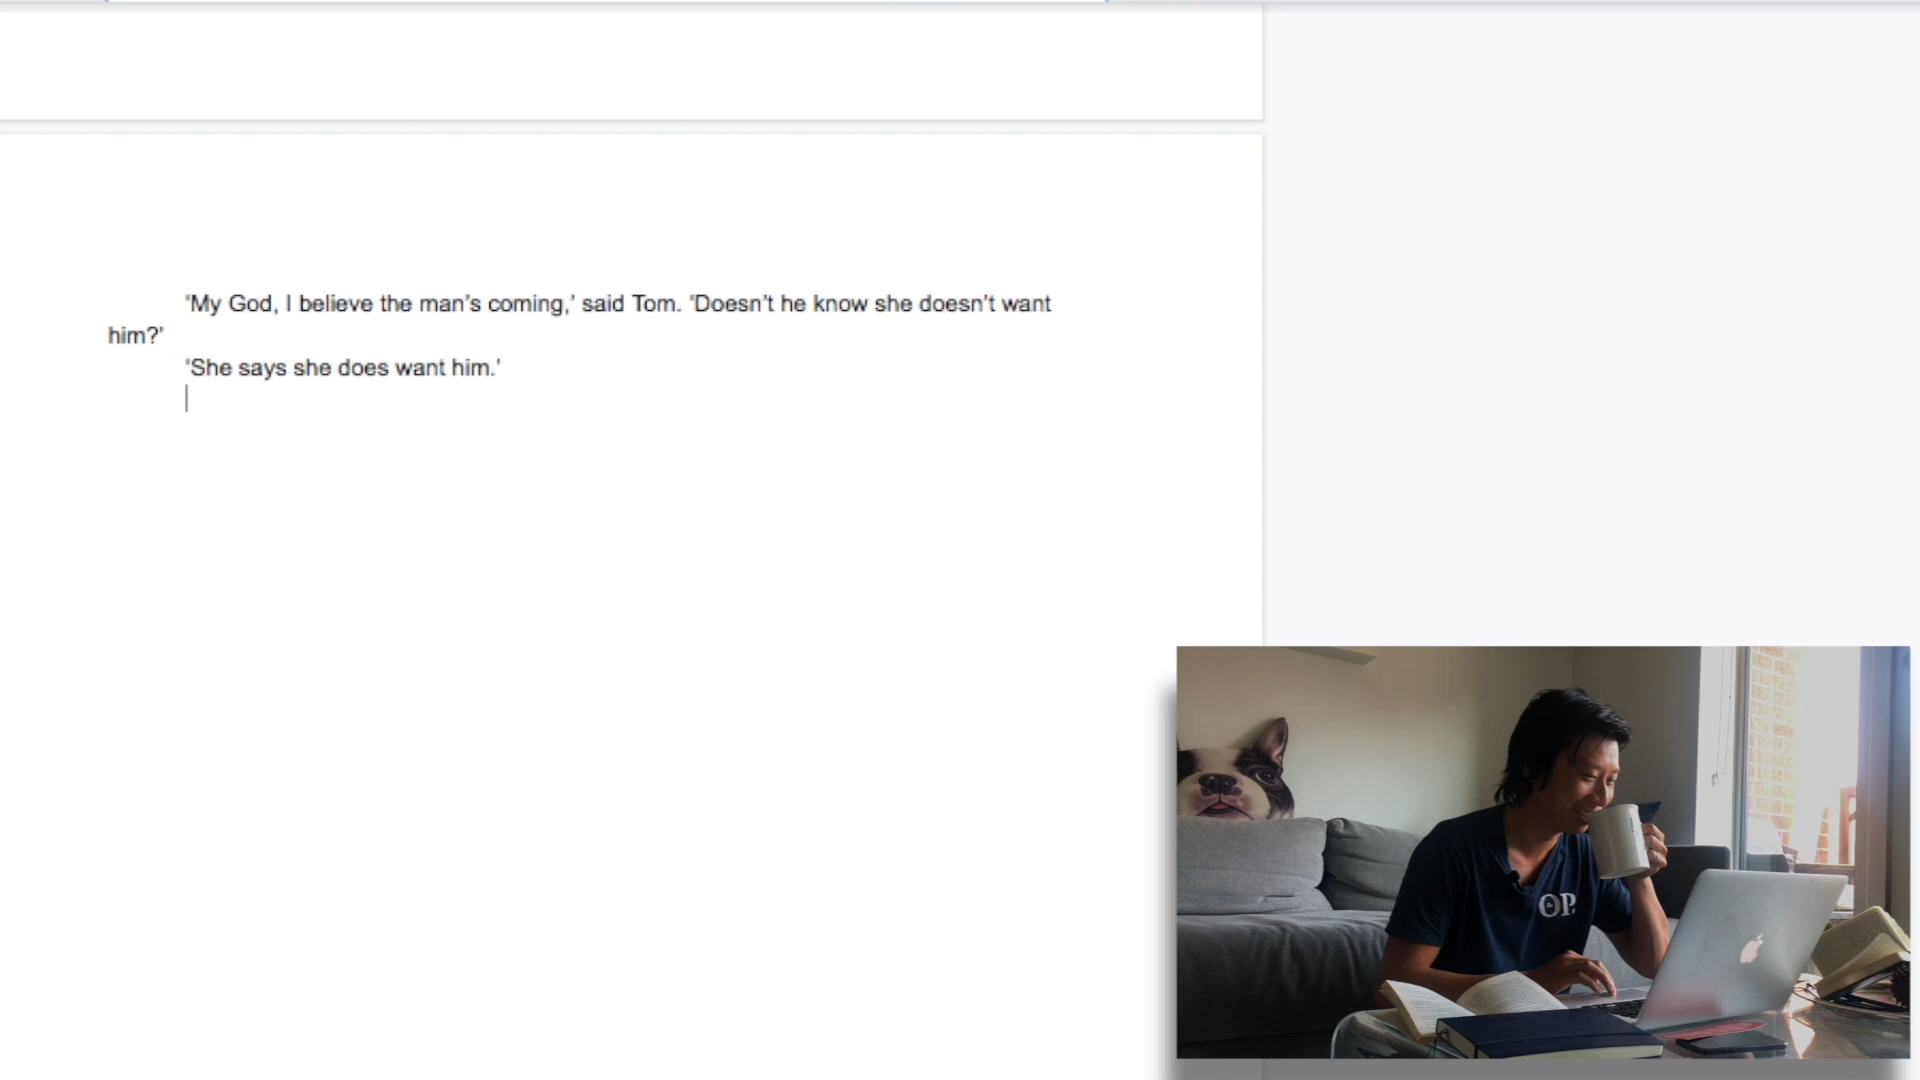 ‘My God, I believe the man’s coming,’ said Tom. ‘Doesn’t he know she doesn’t want
him?’
‘She says she does want him.’
OP.